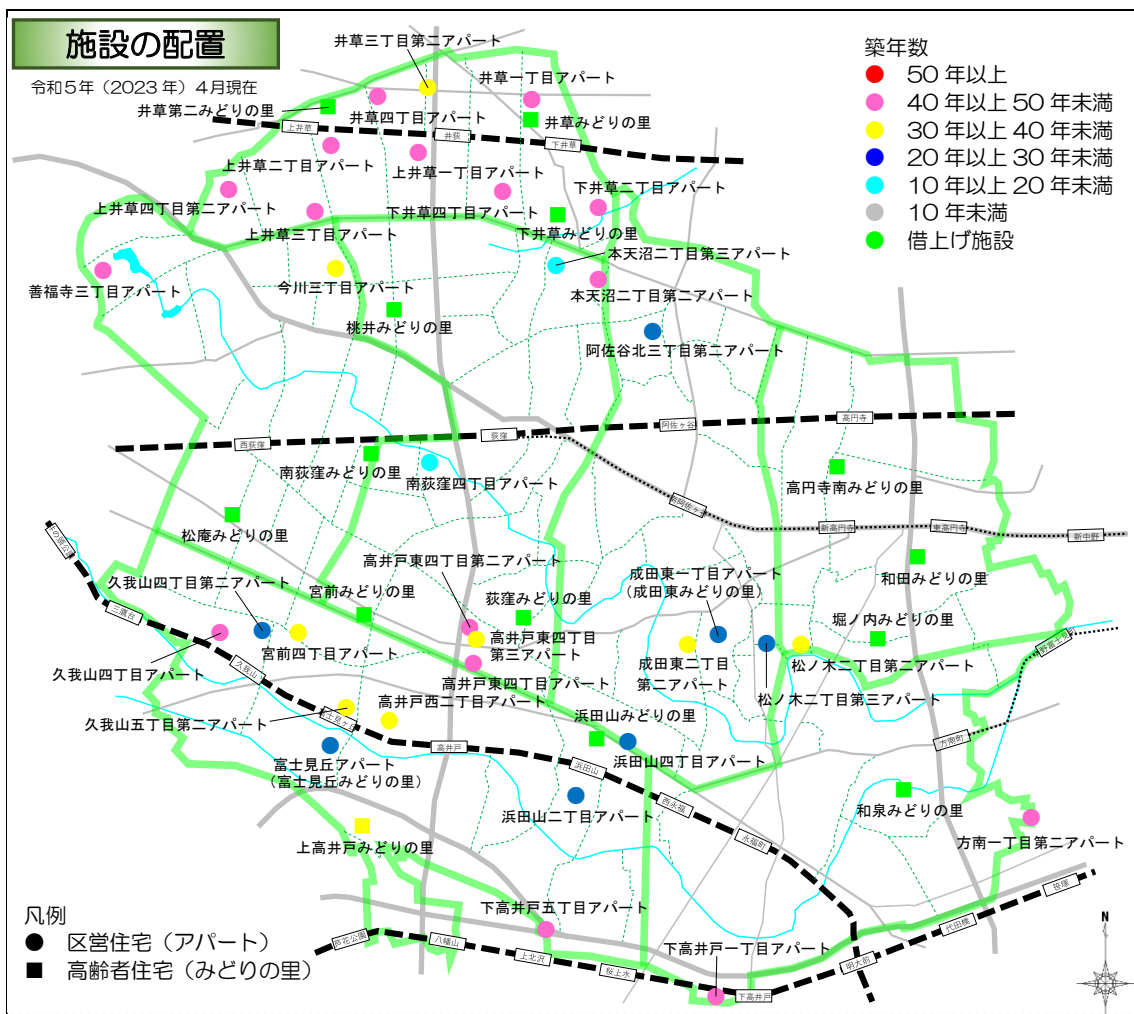 施設の配置
令和5年（2023年）4月現在
築年数
50年以上
40年以上50年未満
30年以上40年未満
20年以上30年未満
10年以上20年未満
10年未満
借上げ施設
井草三丁目第二アパート
井草一丁目アパート
井草第二みどりの里
井草四丁目アパート
井草みどりの里
上井草
井荻
下井草
上井草二丁目アパート
上井草一丁目アパート
下井草二丁目アパート
上井草四丁目第二アパート
下井草四丁目アパート
上井草三丁目アパート
下井草みどりの里
本天沼二丁目第三アパート
善福寺三丁目アパート
今川三丁目アパート
本天沼二丁目第二アパート
桃井みどりの里
阿佐谷北三丁目第二アパート
西荻窪
荻窪
阿佐ヶ谷
高円寺
南荻窪みどりの里
南荻窪四丁目アパート
高円寺南みどりの里
南阿佐ヶ谷
新高円寺
東高円寺
新中野
松庵みどりの里
三鷹台
久我山四丁目第二アパート
宮前みどりの里
高井戸東四丁目第二アパート
荻窪みどりの里
成田東一丁目アパート
（成田東みどりの里）
和田みどりの里
堀ノ内みどりの里
久我山四丁目アパート
宮前四丁目アパート
高井戸東四丁目
第三アパート
高井戸東四丁目アパート
成田東二丁目
第二アパート
松ノ木二丁目第二アパート
松ノ木二丁目第三アパート
久我山
久我山五丁目第二アパート
富士見ヶ丘
高井戸西二丁目アパート
浜田山みどりの里
方南町
高井戸
富士見丘アパート
（富士見丘みどりの里）
浜田山
浜田山四丁目アパート
浜田山二丁目アパート
西永福
永福町
和泉みどりの里
方南一丁目第二アパート
上高井戸みどりの里
下高井戸五丁目アパート
下高井戸一丁目アパート
笹塚
代田橋
明大前
下高井戸
桜上水
上北沢
八幡山
芦花公園
凡例
区営住宅（アパート）
高齢者住宅（みどりの里）
N